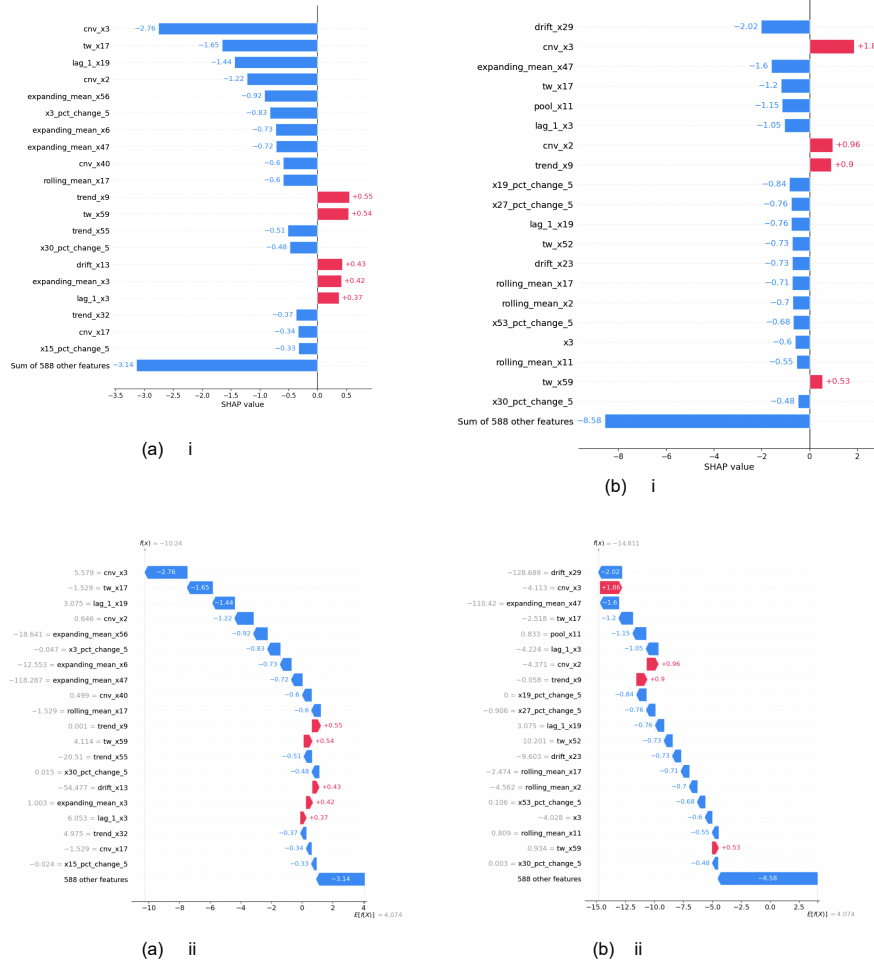 cnv_x3 −2.76
tw_x17 −1.65
lag_1_x19 −1.44
cnv_x2 −1.22
expanding_mean_x56 −0.92
x3_pct_change_5 −0.83
expanding_mean_x6 −0.73
expanding_mean_x47 −0.72
cnv_x40 −0.6
rolling_mean_x17 −0.6
trend_x9 +0.55
tw_x59 +0.54
trend_x55 −0.51
x30_pct_change_5 −0.48
drift_x13 +0.43
expanding_mean_x3 +0.42
lag_1_x3 +0.37
trend_x32 −0.37
cnv_x17 −0.34
x15_pct_change_5 −0.33
Sum of 588 other features −3.14
−3.5 −3.0 −2.5 −2.0 −1.5 −1.0 −0.5 0.0 0.5
SHAP value
(a) i
drift_x29 −2.02
cnv_x3 +1.8
expanding_mean_x47 −1.6
tw_x17 −1.2
pool_x11 −1.15
lag_1_x3 −1.05
cnv_x2 +0.96
trend_x9 +0.9
x19_pct_change_5 −0.84
x27_pct_change_5 −0.76
lag_1_x19 −0.76
tw_x52 −0.73
drift_x23 −0.73
rolling_mean_x17 −0.71
rolling_mean_x2 −0.7
x53_pct_change_5 −0.68
x3 −0.6
rolling_mean_x11 −0.55
tw_x59 +0.53
x30_pct_change_5 −0.48
Sum of 588 other features −8.58
−8 −6 −4 −2 0 2
SHAP value
(b) i
f(x) = −10.24
5.579 = cnv_x3 −2.76
−1.529 = tw_x17 −1.65
3.075 = lag_1_x19 −1.44
0.646 = cnv_x2 −1.22
−18.641 = expanding_mean_x56 −0.92
−0.047 = x3_pct_change_5 −0.83
−12.553 = expanding_mean_x6 −0.73
−118.287 = expanding_mean_x47 −0.72
0.499 = cnv_x40 −0.6
−1.529 = rolling_mean_x17 −0.6
0.001 = trend_x9 +0.55
4.114 = tw_x59 +0.54
−20.51 = trend_x55 −0.51
0.015 = x30_pct_change_5 −0.48
−54.477 = drift_x13 +0.43
1.003 = expanding_mean_x3 +0.42
6.053 = lag_1_x3 +0.37
4.975 = trend_x32 −0.37
−1.529 = cnv_x17 −0.34
−0.024 = x15_pct_change_5 −0.33
588 other features −3.14
−10 −8 −6 −4 −2 0 2 4
E[f(X)] = 4.074
(a) ii
f(x) = −14.811
−128.689 = drift_x29 −2.02
−4.113 = cnv_x3 +1.86
−110.42 = expanding_mean_x47 −1.6
−2.518 = tw_x17 −1.2
0.833 = pool_x11 −1.15
−4.224 = lag_1_x3 −1.05
−4.371 = cnv_x2 +0.96
−0.058 = trend_x9 +0.9
0 = x19_pct_change_5 −0.84
−0.906 = x27_pct_change_5 −0.76
3.075 = lag_1_x19 −0.76
10.201 = tw_x52 −0.73
−9.603 = drift_x23 −0.73
−2.474 = rolling_mean_x17 −0.71
−4.562 = rolling_mean_x2 −0.7
0.106 = x53_pct_change_5 −0.68
−4.028 = x3 −0.6
0.809 = rolling_mean_x11 −0.55
0.934 = tw_x59 +0.53
0.003 = x30_pct_change_5 −0.48
588 other features −8.58
−15.0 −12.5 −10.0 −7.5 −5.0 −2.5 0.0 2.5
E[f(X)] = 4.074
(b) ii